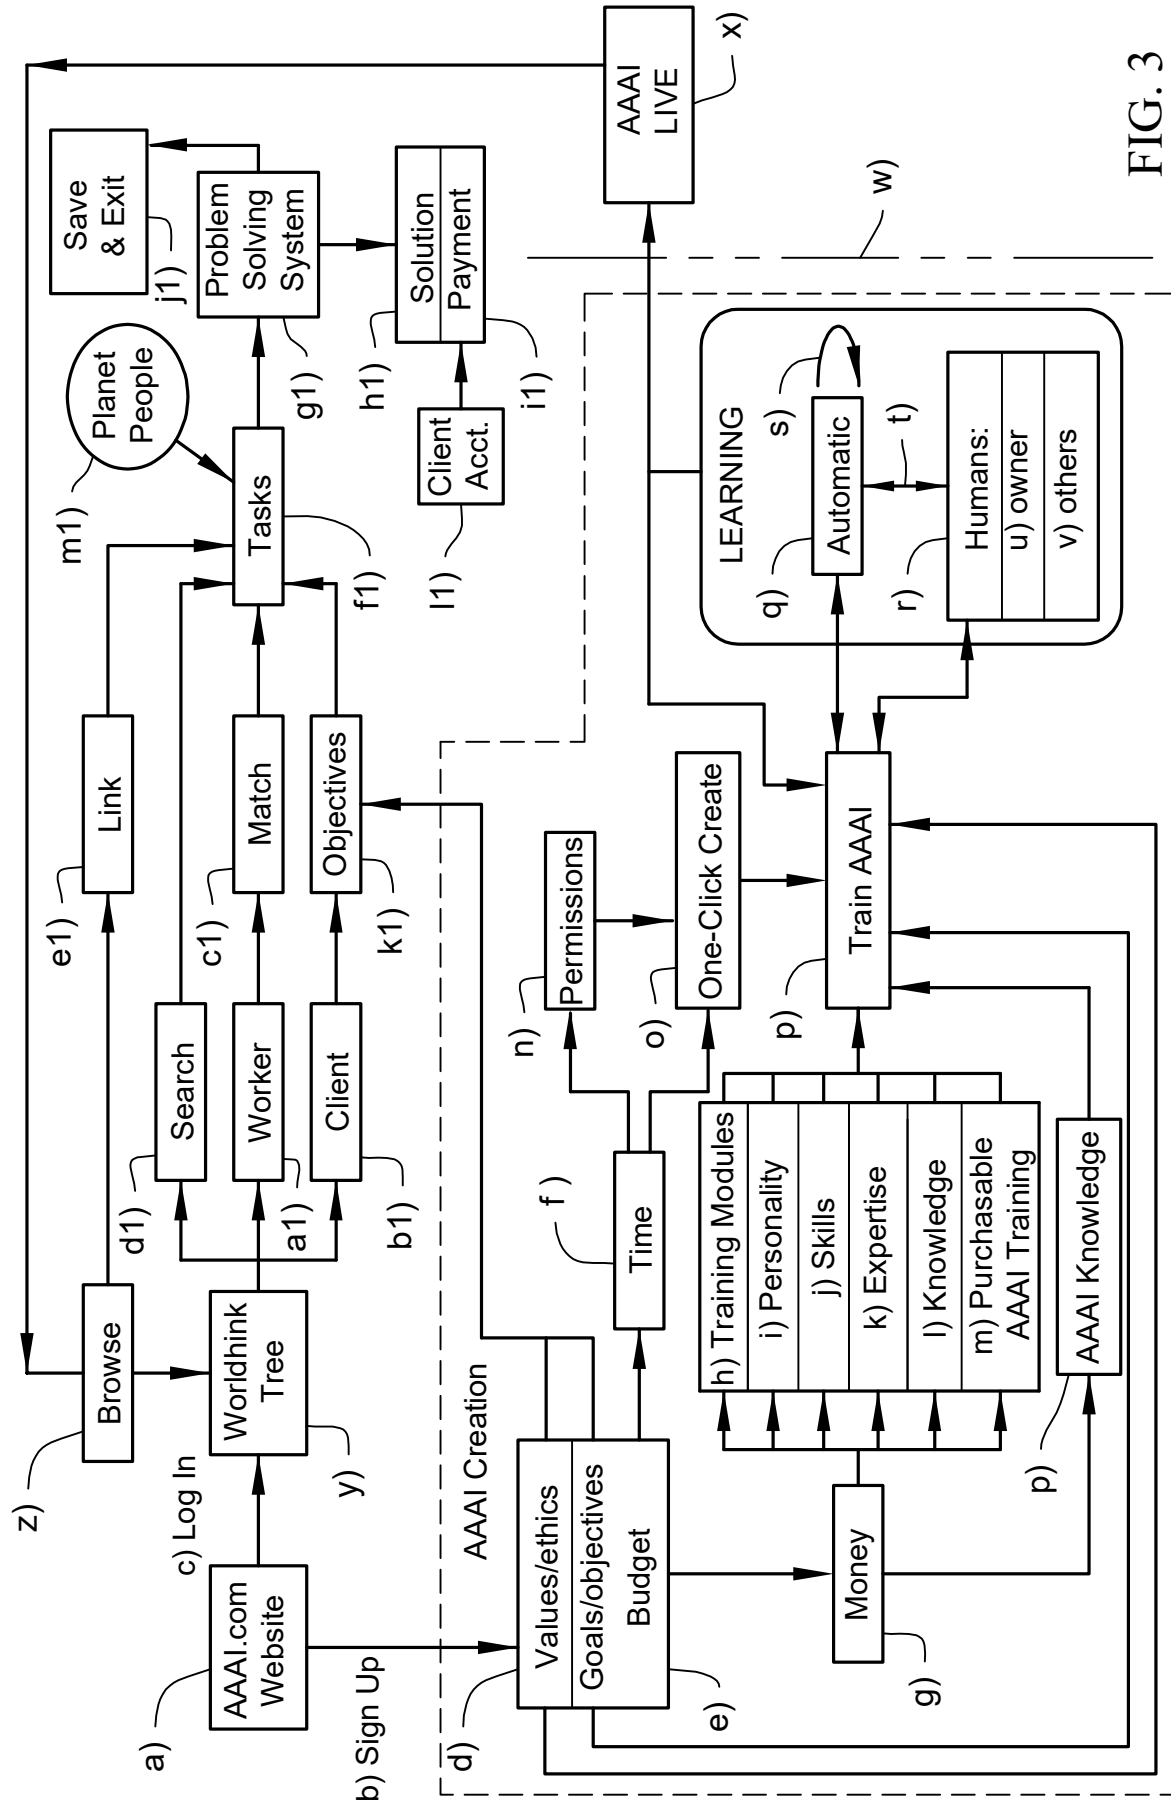 z)
Browse
e1)
Link
m1)
Planet
People
j1)
Save
& Exit
a)
AAAI.com
Website
c) Log In
Worldhink
Tree
y)
d1)
Search
Worker
a1)
Client
b1)
c1)
Match
Objectives
k1)
Tasks
f1)
Problem
Solving
System
g1)
h1)
Solution
Payment
i1)
Client
Acct.
l1)
AAAI
LIVE
x)
w)
b) Sign Up
AAAI Creation
d)
Values/ethics
Goals/objectives
Budget
e)
f )
Time
n)
Permissions
o)
One-Click Create
Money
g)
h) Training Modules
i) Personality
j) Skills
k) Expertise
l) Knowledge
m) Purchasable
AAAI Training
p)
AAAI Knowledge
p)
Train AAAI
LEARNING
q)
Automatic
s)
t)
r)
Humans:
u) owner
v) others
FIG. 3